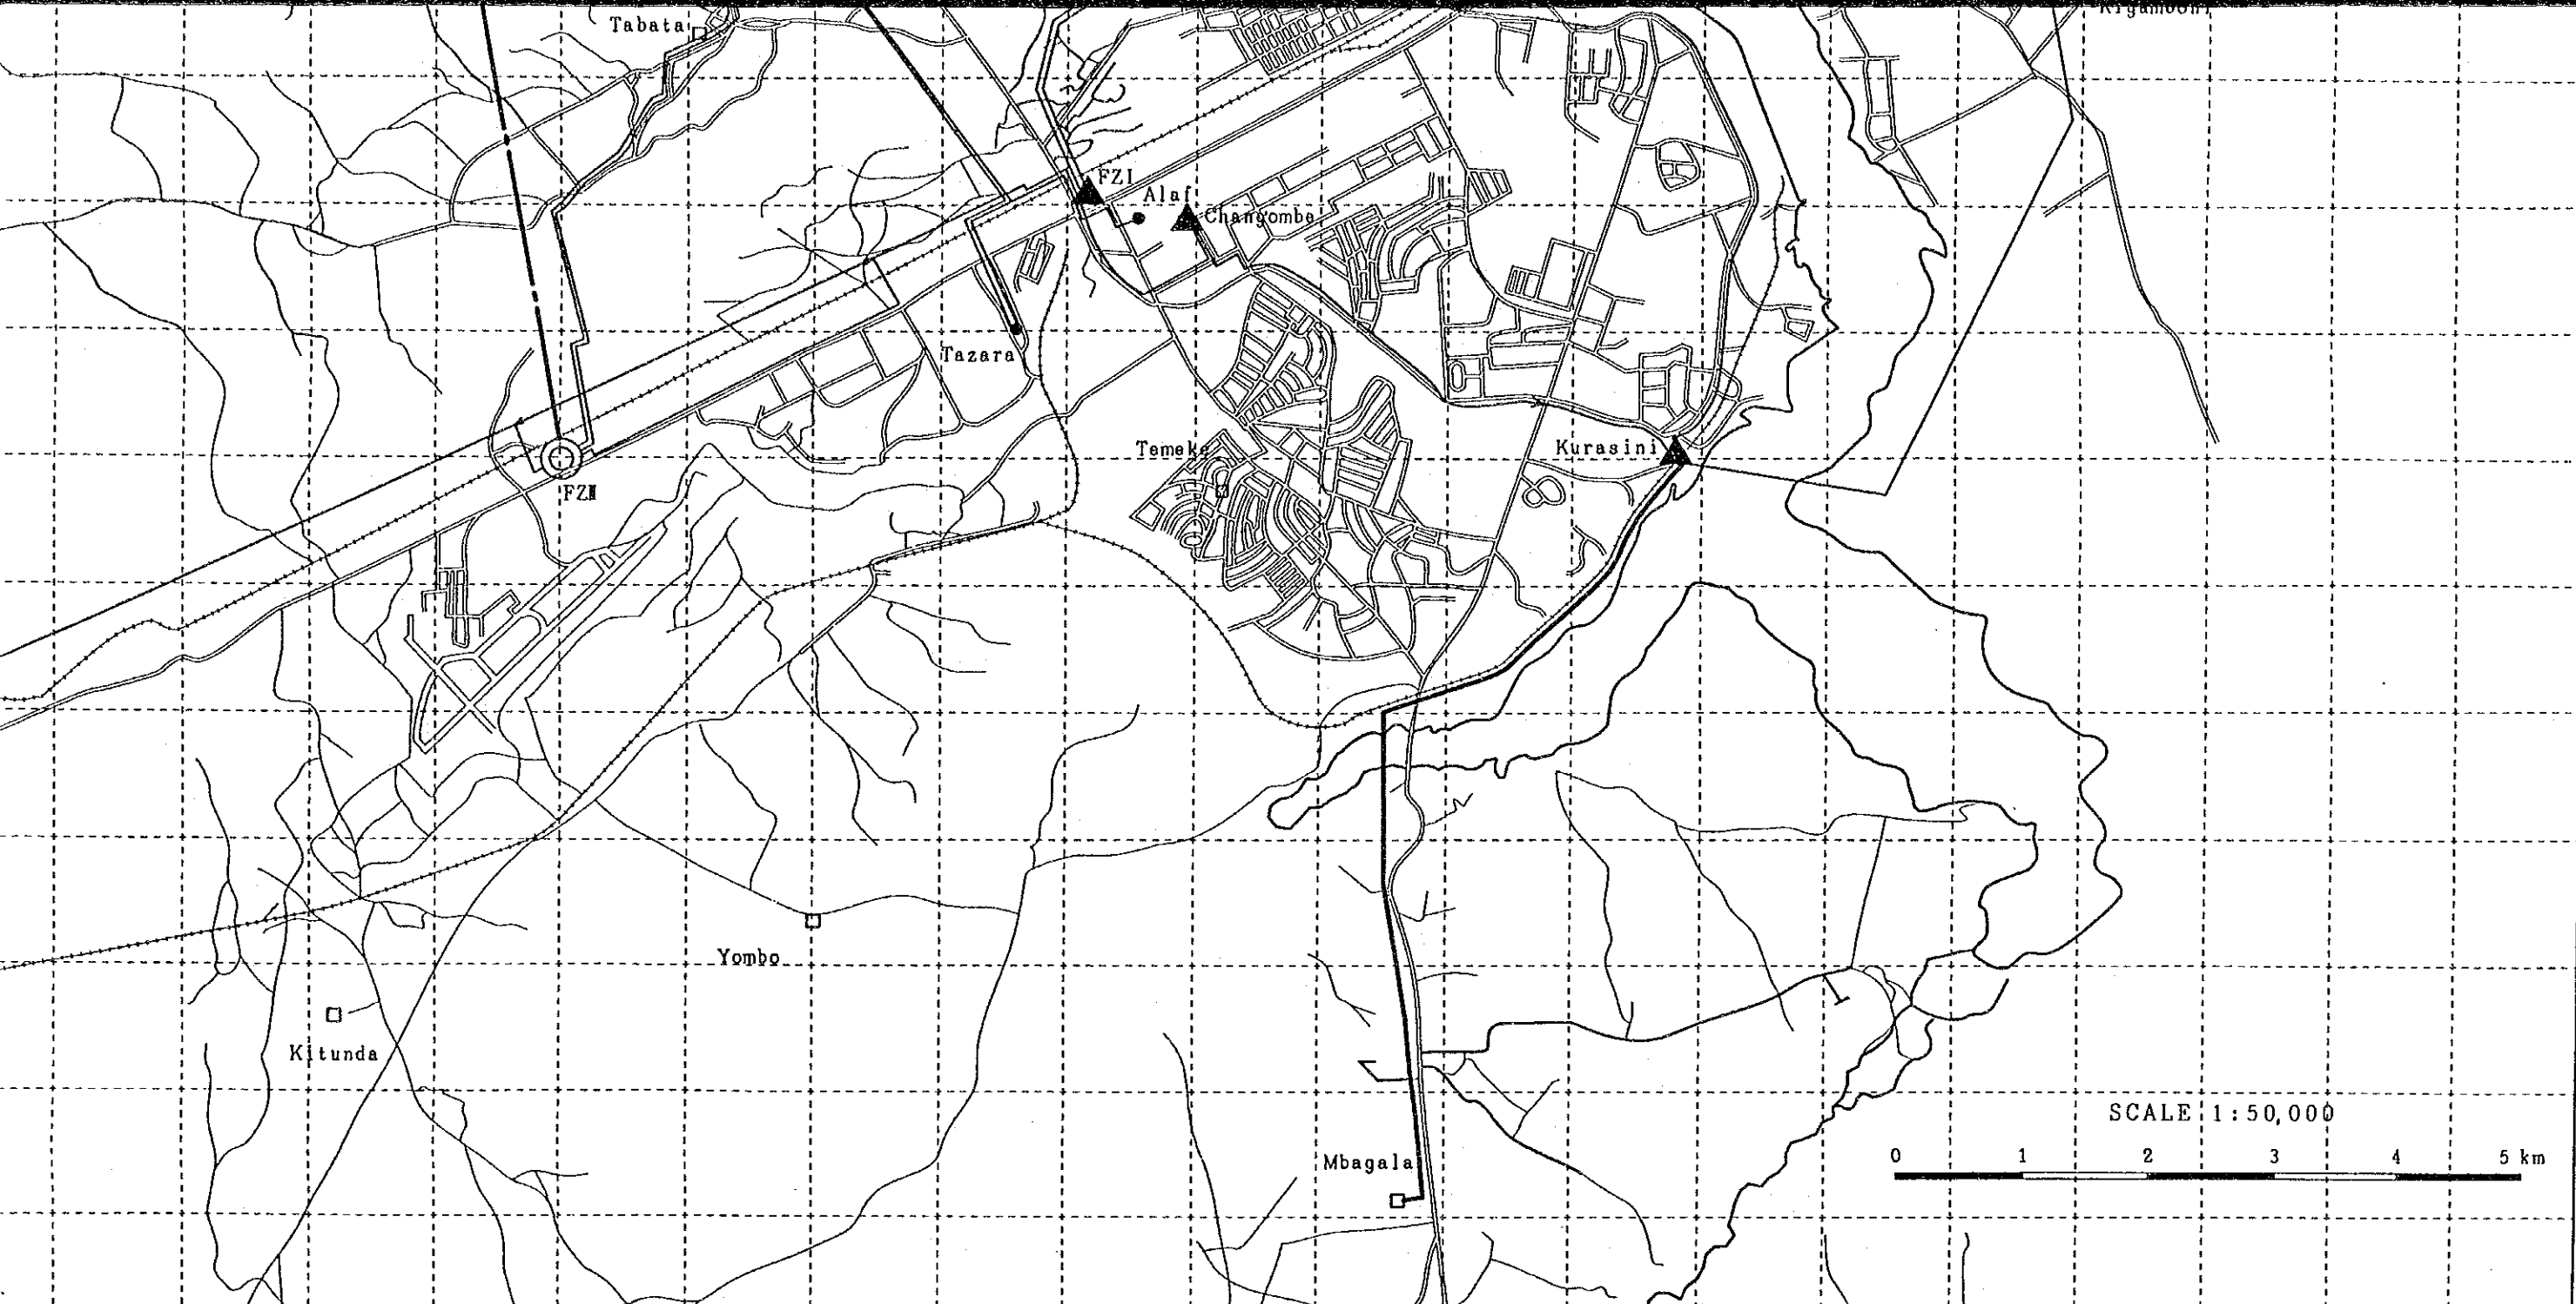 Tabata
FZI
Alaf
Changombe
Tazara
Temeke
Kurasini
FZⅢ
Yombo
Kitunda
SCALE 1:50,000
Mbagala
0 1 2 3 4 5 km